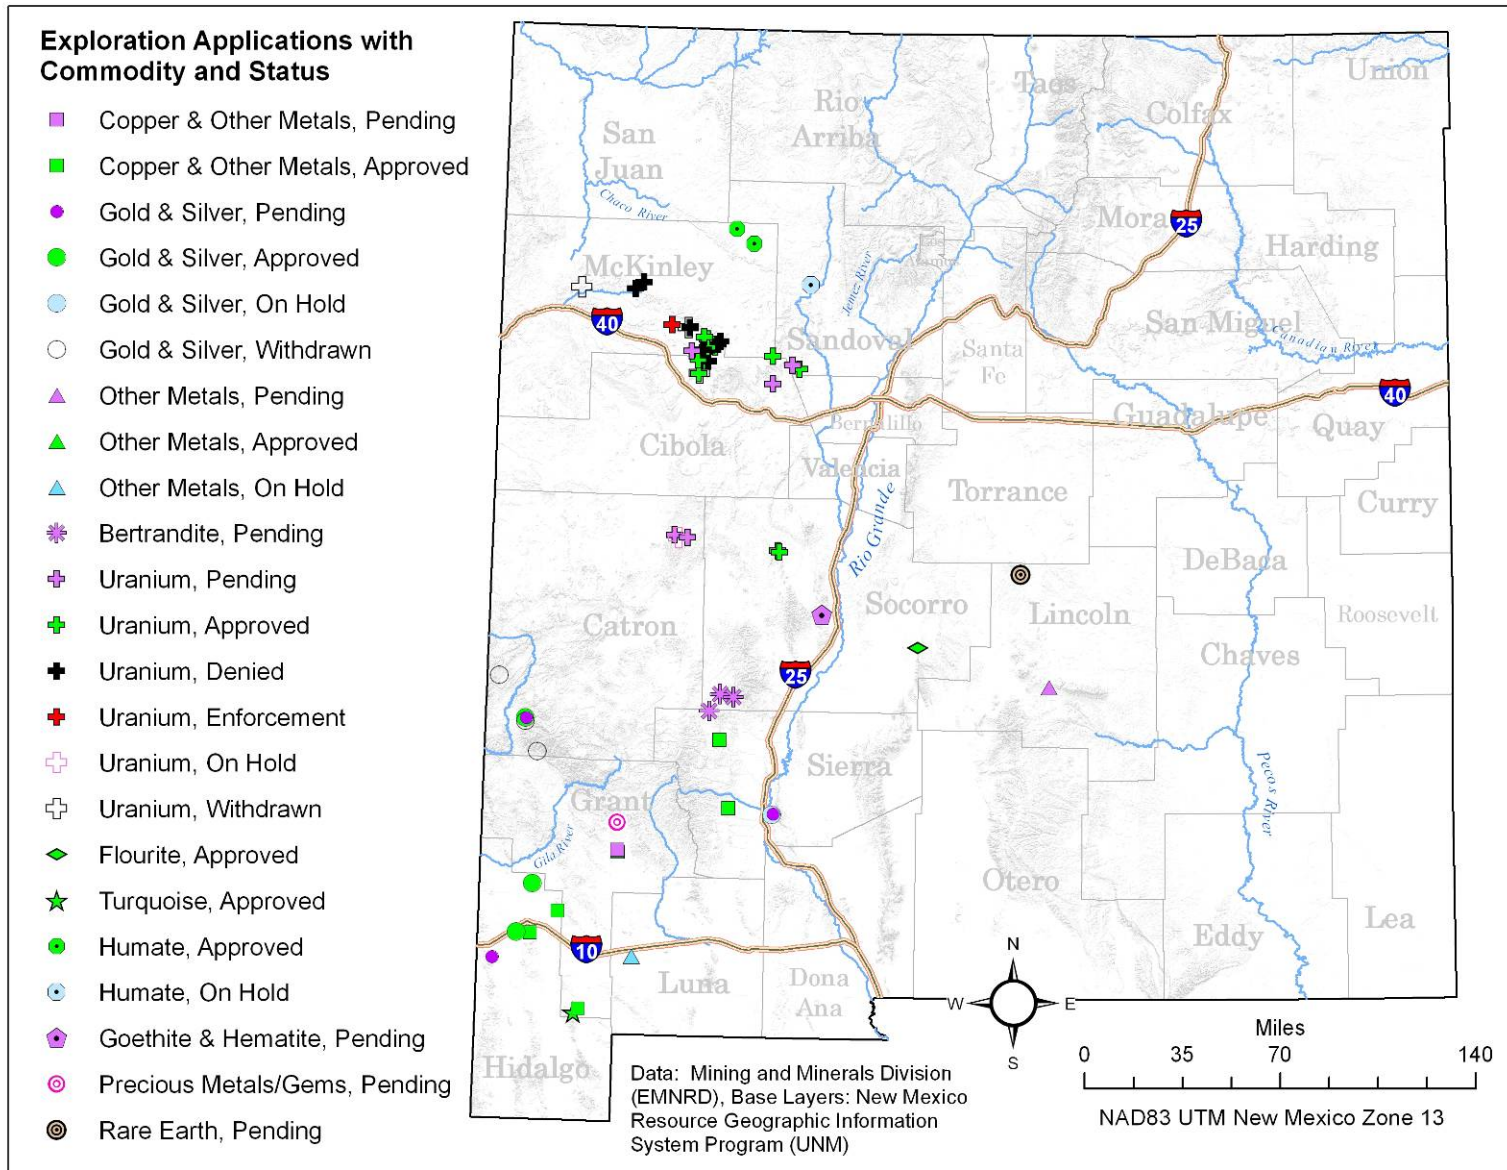 Exploration Applications with
Commodity and Status
Copper & Other Metals, Pending
Copper & Other Metals, Approved
Gold & Silver, Pending
Gold & Silver, Approved
Gold & Silver, On Hold
Gold & Silver, Withdrawn
Other Metals, Pending
Other Metals, Approved
Other Metals, On Hold
Bertrandite, Pending
Uranium, Pending
Uranium, Approved
Uranium, Denied
Uranium, Enforcement
Uranium, On Hold
Uranium, Withdrawn
Flourite, Approved
Turquoise, Approved
Humate, Approved
Humate, On Hold
Goethite & Hematite, Pending
Precious Metals/Gems, Pending
Rare Earth, Pending
San
Juan
Rio
Arriba
Taos
Colfax
Union
Chaco River
Mora
25
Harding
McKinley
Jemez River
40
Sandoval
San Miguel
Canadian River
Santa
Fe
40
Guadalupe
Quay
Bernalillo
Cibola
Valencia
Torrance
Curry
Rio Grande
DeBaca
Socorro
Lincoln
Roosevelt
Catron
Chaves
25
Sierra
Pecos River
Grant
Gila River
Otero
Lea
Eddy
10
Luna
Dona
Ana
Hidalgo
N
W
E
S
Miles
0 35 70 140
NAD83 UTM New Mexico Zone 13
Data: Mining and Minerals Division
(EMNRD), Base Layers: New Mexico
Resource Geographic Information
System Program (UNM)